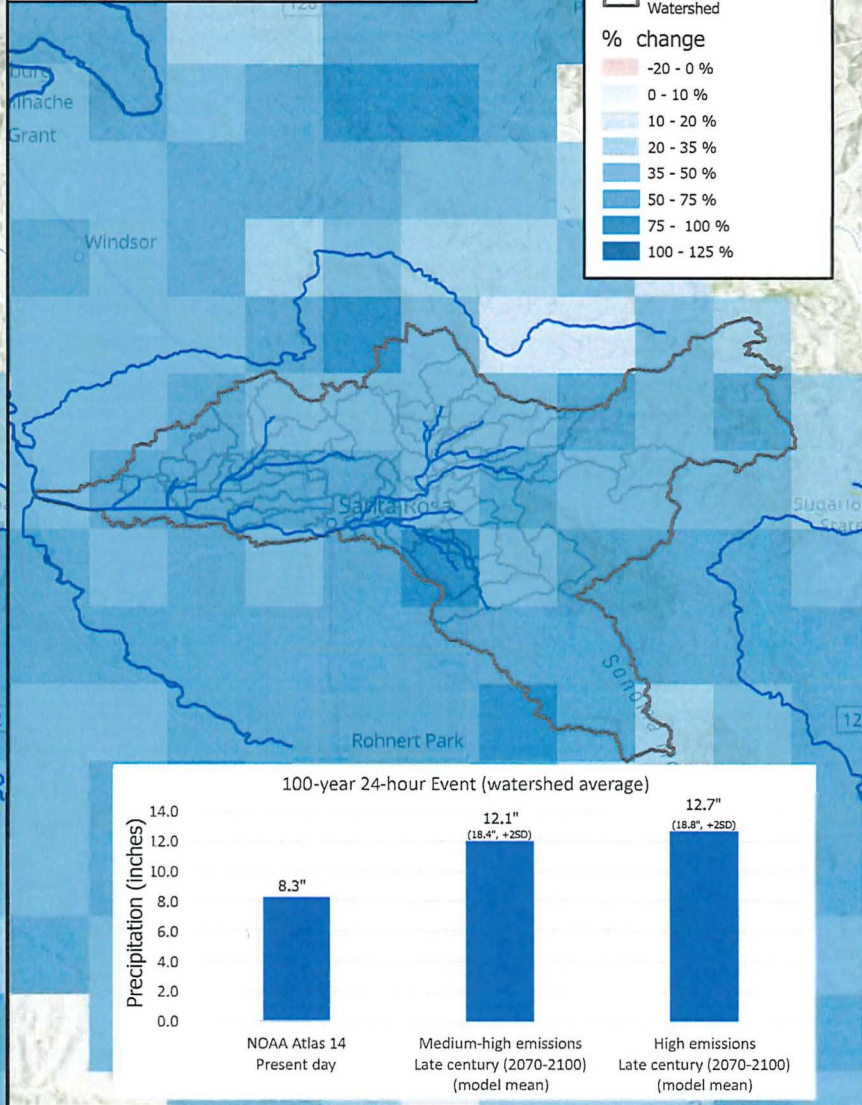 128
Watershed
% change
-20 - 0 %
0 - 10 %
10 - 20 %
20 - 35 %
35 - 50 %
50 - 75 %
75 - 100 %
100 - 125 %
Grant
Windsor
Santa Rosa
Rohnert Park
12
100-year 24-hour Event (watershed average)
Precipitation (inches)
14.0
12.0
10.0
8.0
6.0
4.0
2.0
0.0
8.3"
12.1"
(18.4", +2SD)
12.7"
(18.8", +2SD)
NOAA Atlas 14
Present day
Medium-high emissions
Late century (2070-2100)
(model mean)
High emissions
Late century (2070-2100)
(model mean)